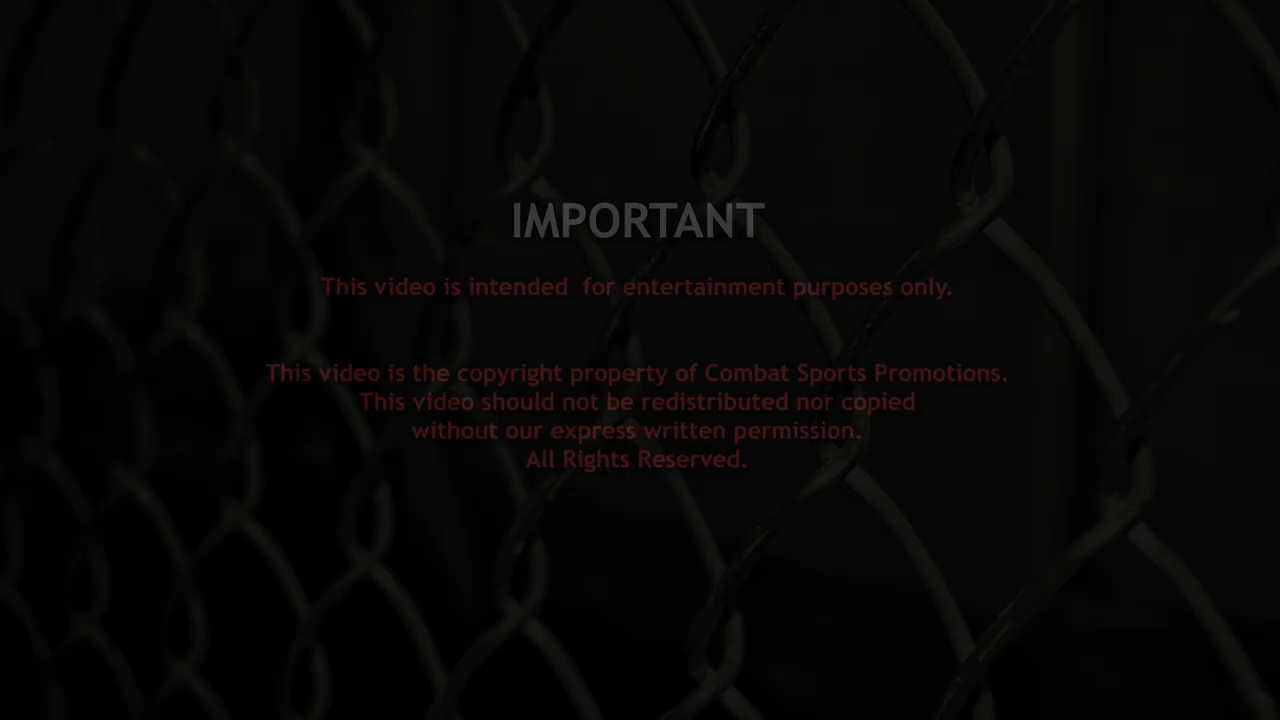 IMPORTANT
This video is intended for entertainment purposes only.
This video is the copyright property of Combat Sports Promotions.
This video should not be redistributed nor copied
without our express written permission.
All Rights Reserved.